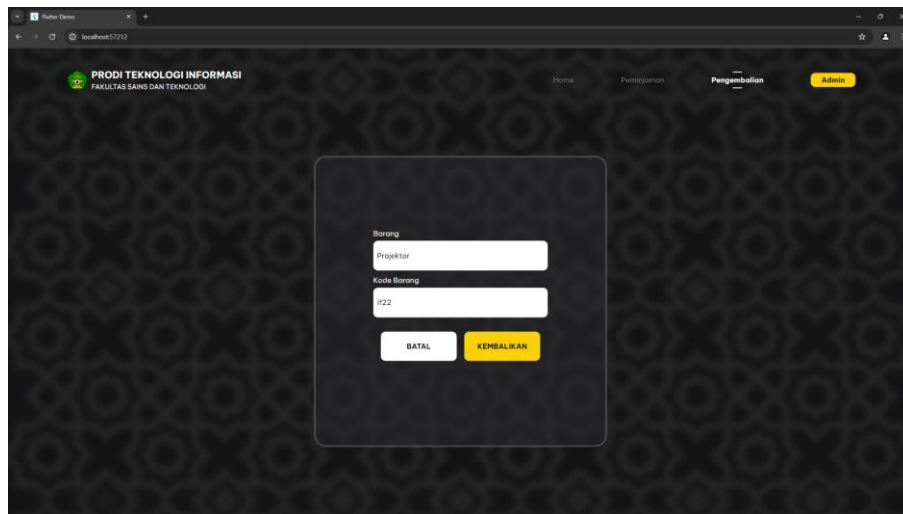 Flutter Demo
localhost:57212
PRODI TEKNOLOGI INFORMASI
FAKULTAS SAINS DAN TEKNOLOGI
Home
Peminjaman
Pengembalian
Admin
Barang
Projektor
Kode Barang
if22
BATAL
KEMBALIKAN